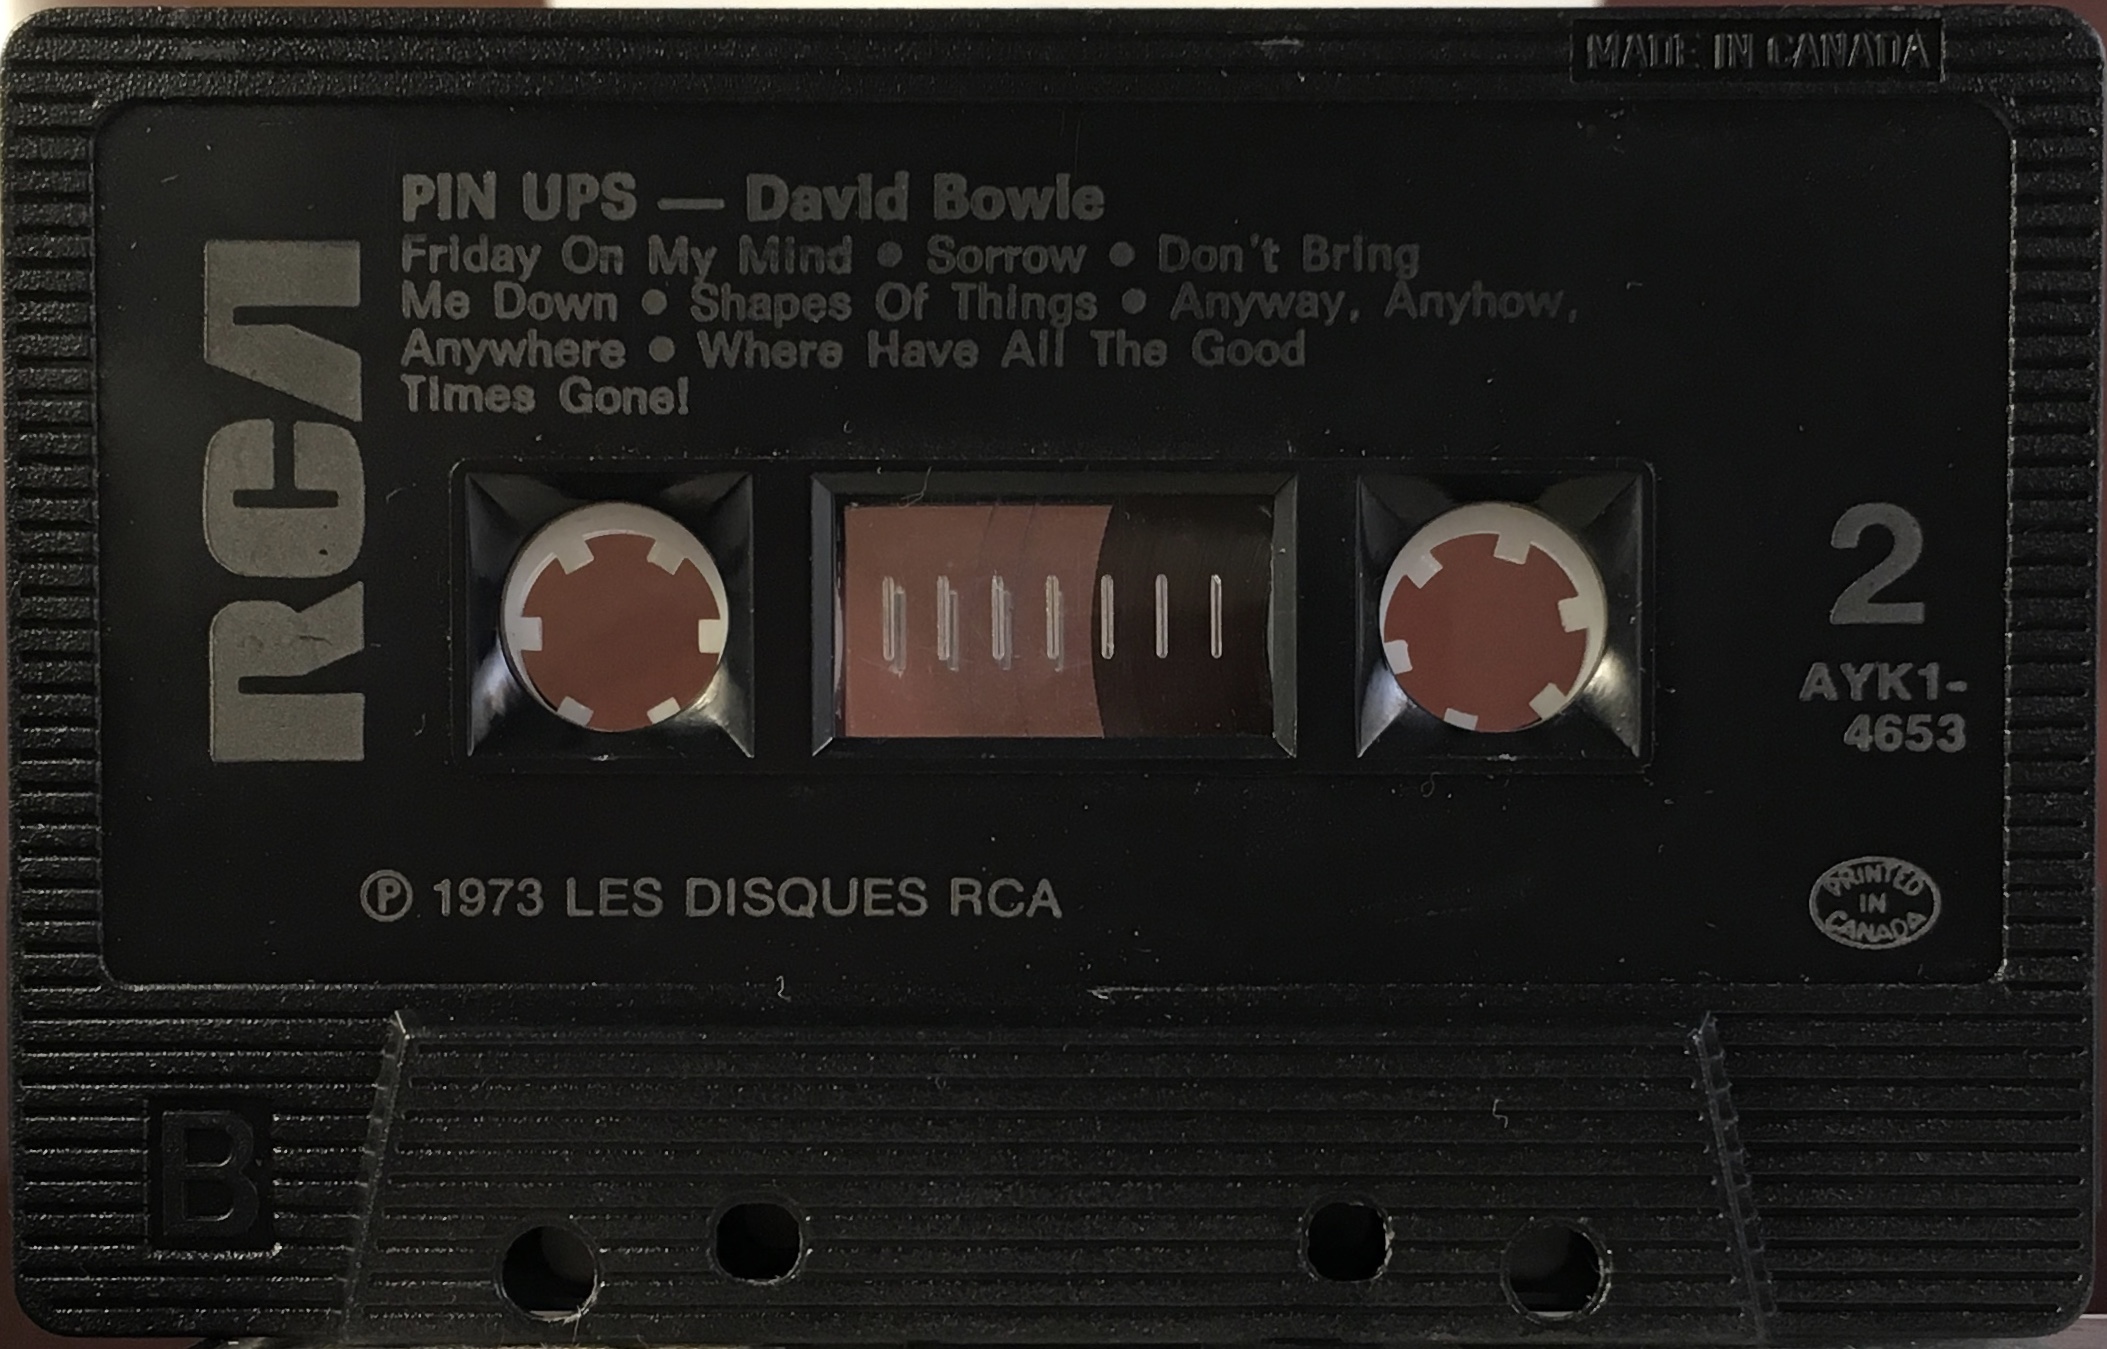 MADE IN CANADA
PIN UPS — David Bowie
Friday On My Mind • Sorrow • Don't Bring
Me Down • Shapes Of Things • Anyway, Anyhow,
Anywhere • Where Have All The Good
Times Gone!
RCA
2
AYK1-
4653
Ⓟ 1973 LES DISQUES RCA
PRINTED
IN
CANADA
B